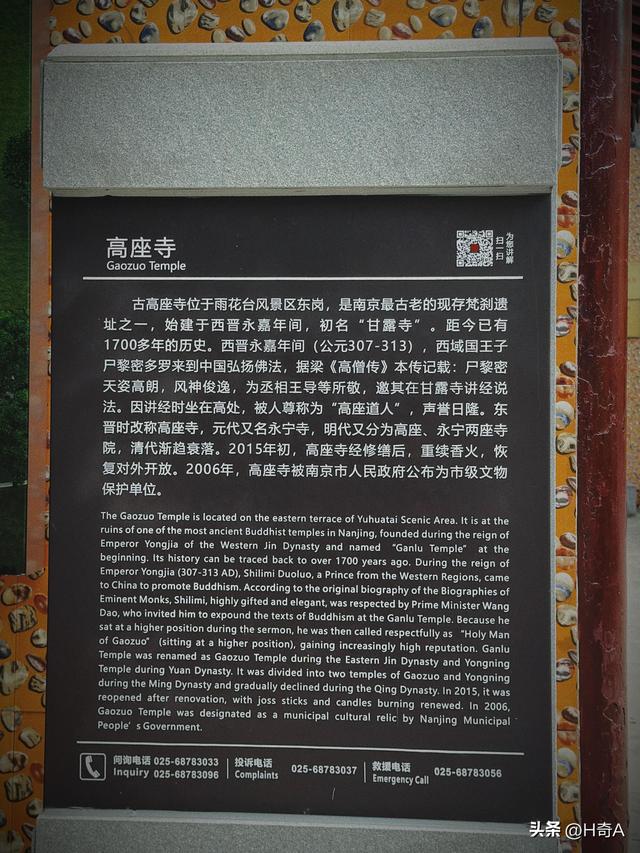 高座寺
Gaozuo Temple
为您讲解
扫一扫
古高座寺位于雨花台风景区东岗，是南京最古老的现存梵刹遗
址之一，始建于西晋永嘉年间，初名“甘露寺”。距今已有
1700多年的历史。西晋永嘉年间（公元307-313），西域国王子
尸黎密多罗来到中国弘扬佛法，据梁《高僧传》本传记载：尸黎密
天姿高朗，风神俊逸，为丞相王导等所敬，邀其在甘露寺讲经说
法。因讲经时坐在高处，被人尊称为“高座道人”，声誉日隆。东
晋时改称高座寺，元代又名永宁寺，明代又分为高座、永宁两座寺
院，清代渐趋衰落。2015年初，高座寺经修缮后，重续香火，恢
复对外开放。2006年，高座寺被南京市人民政府公布为市级文物
保护单位。
The Gaozuo Temple is located on the eastern terrace of Yuhuatai Scenic Area. It is at the
ruins of one of the most ancient Buddhist temples in Nanjing, founded during the reign of
Emperor Yongjia of the Western Jin Dynasty and named “Ganlu Temple” at the
beginning. Its history can be traced back to over 1700 years ago. During the reign of
Emperor Yongjia (307-313 AD), Shilimi Duoluo, a Prince from the Western Regions, came
to China to promote Buddhism. According to the original biography of the Biographies of
Eminent Monks, Shilimi, highly gifted and elegant, was respected by Prime Minister Wang
Dao, who invited him to expound the texts of Buddhism at the Ganlu Temple. Because he
sat at a higher position during the sermon, he was then called respectfully as “Holy Man
of Gaozuo” (sitting at a higher position), gaining increasingly high reputation. Ganlu
Temple was renamed as Gaozuo Temple during the Eastern Jin Dynasty and Yongning
Temple during Yuan Dynasty. It was divided into two temples of Gaozuo and Yongning
during the Ming Dynasty and gradually declined during the Qing Dynasty. In 2015, it was
reopened after renovation, with joss sticks and candles burning renewed. In 2006,
Gaozuo Temple was designated as a municipal cultural relic by Nanjing Municipal
People’s Government.
问询电话 025-68783033
Inquiry 025-68783096
投诉电话
Complaints
025-68783037
救援电话
Emergency Call
025-68783056
头条 @H奇A